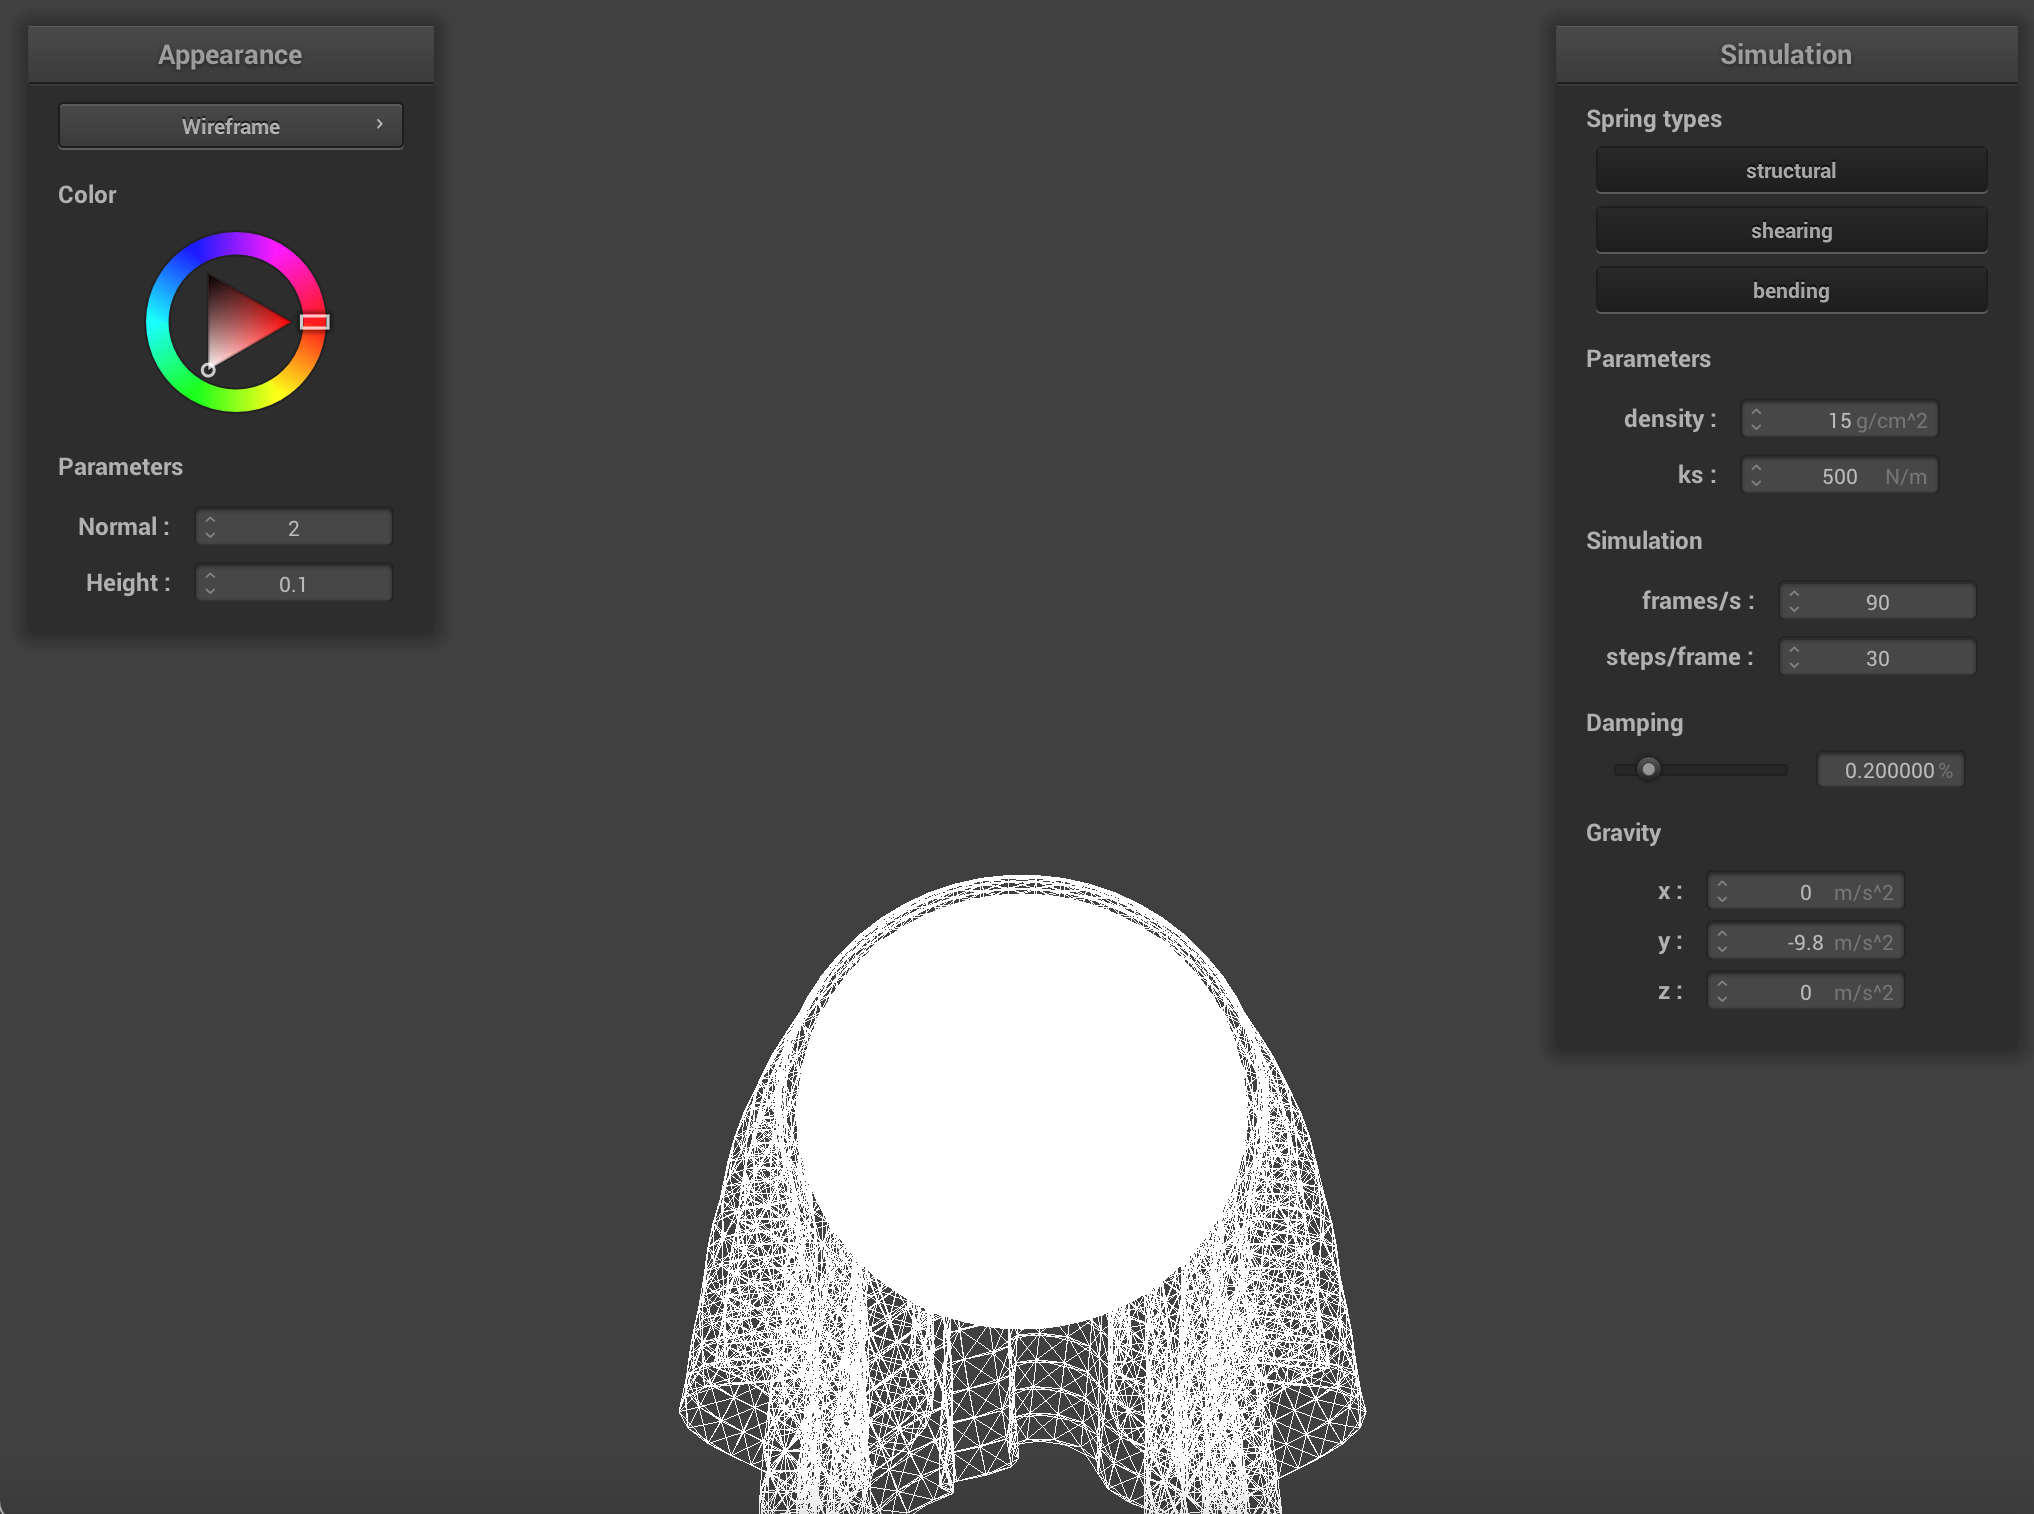 Appearance
Wireframe
Color
Parameters
Normal : 2
Height : 0.1
Simulation
Spring types
structural
shearing
bending
Parameters
density : 15 g/cm^2
ks : 500 N/m
Simulation
frames/s : 90
steps/frame : 30
Damping
0.200000 %
Gravity
x : 0 m/s^2
y : -9.8 m/s^2
z : 0 m/s^2